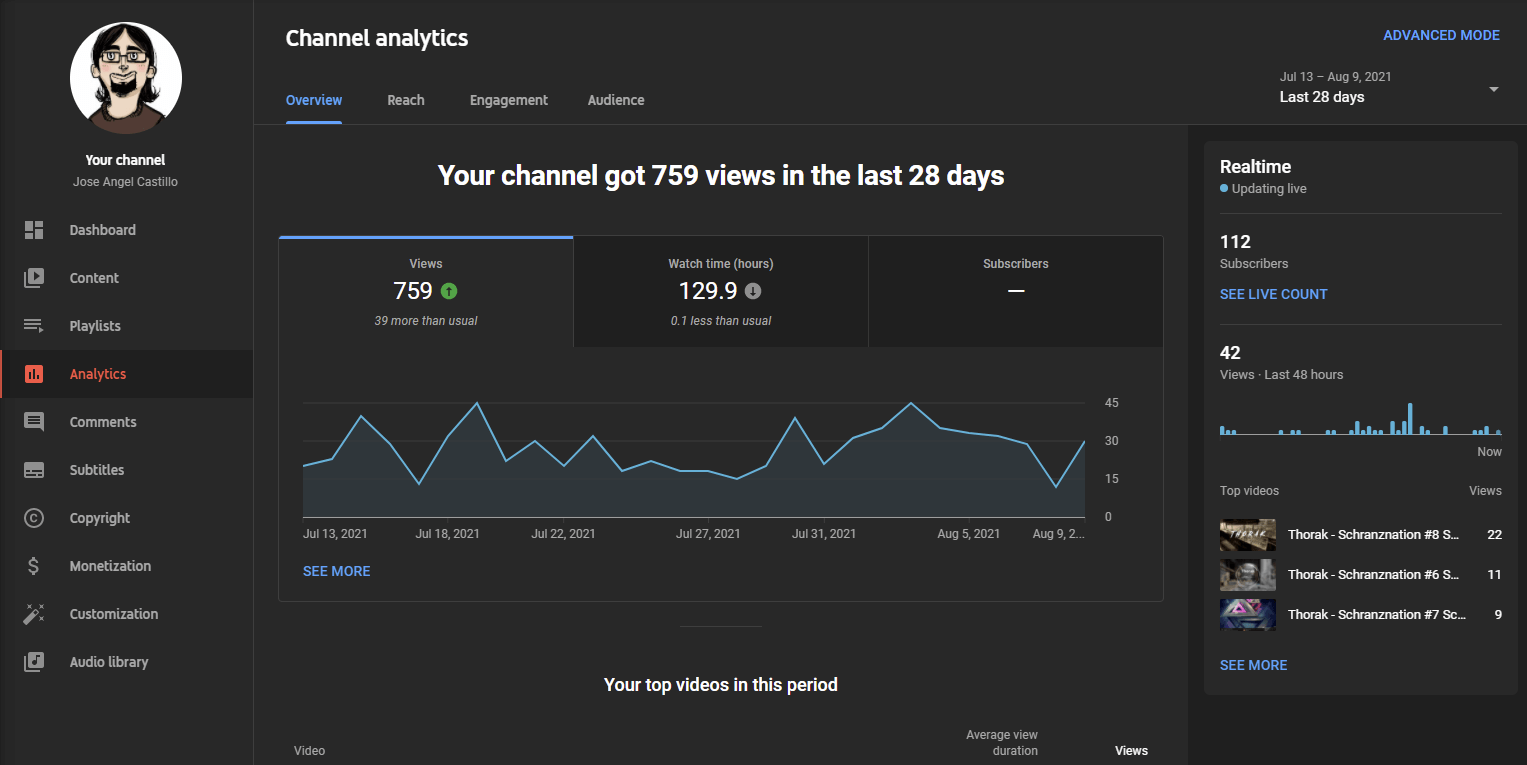 Your channel
Jose Angel Castillo
Dashboard
Content
Playlists
Analytics
Comments
Subtitles
Copyright
Monetization
Customization
Audio library
Channel analytics
ADVANCED MODE
Overview
Reach
Engagement
Audience
Jul 13 – Aug 9, 2021
Last 28 days
Your channel got 759 views in the last 28 days
Views
759
39 more than usual
Watch time (hours)
129.9
0.1 less than usual
Subscribers
—
45
30
15
0
Jul 13, 2021
Jul 18, 2021
Jul 22, 2021
Jul 27, 2021
Jul 31, 2021
Aug 5, 2021
Aug 9, 2...
SEE MORE
Your top videos in this period
Video
Average view
duration
Views
Realtime
Updating live
112
Subscribers
SEE LIVE COUNT
42
Views · Last 48 hours
Now
Top videos
Views
THORAK
Thorak - Schranznation #8 S...
22
Thorak - Schranznation #6 S...
11
Thorak - Schranznation #7 Sc...
9
SEE MORE